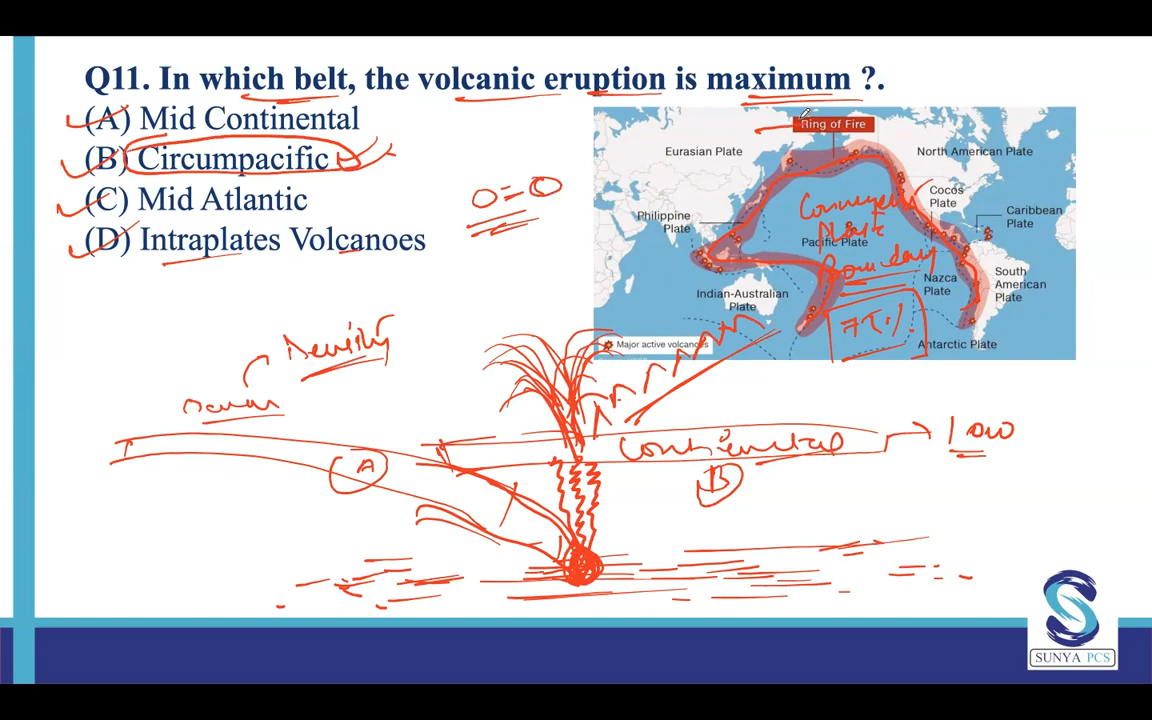 Q11. In which belt, the volcanic eruption is maximum ?.
(A) Mid Continental
(B) Circumpacific
(C) Mid Atlantic
(D) Intraplates Volcanoes
Ring of Fire
Eurasian Plate
North American Plate
Cocos
Plate
Caribbean
Plate
Philippine
Plate
Pacific Plate
Plate
Boundary
Nazca
Plate
South
American
Plate
Indian-Australian
Plate
Antarctic Plate
Major active volcanoes
Density
A
Continental
B
Low
SUNYA PCS